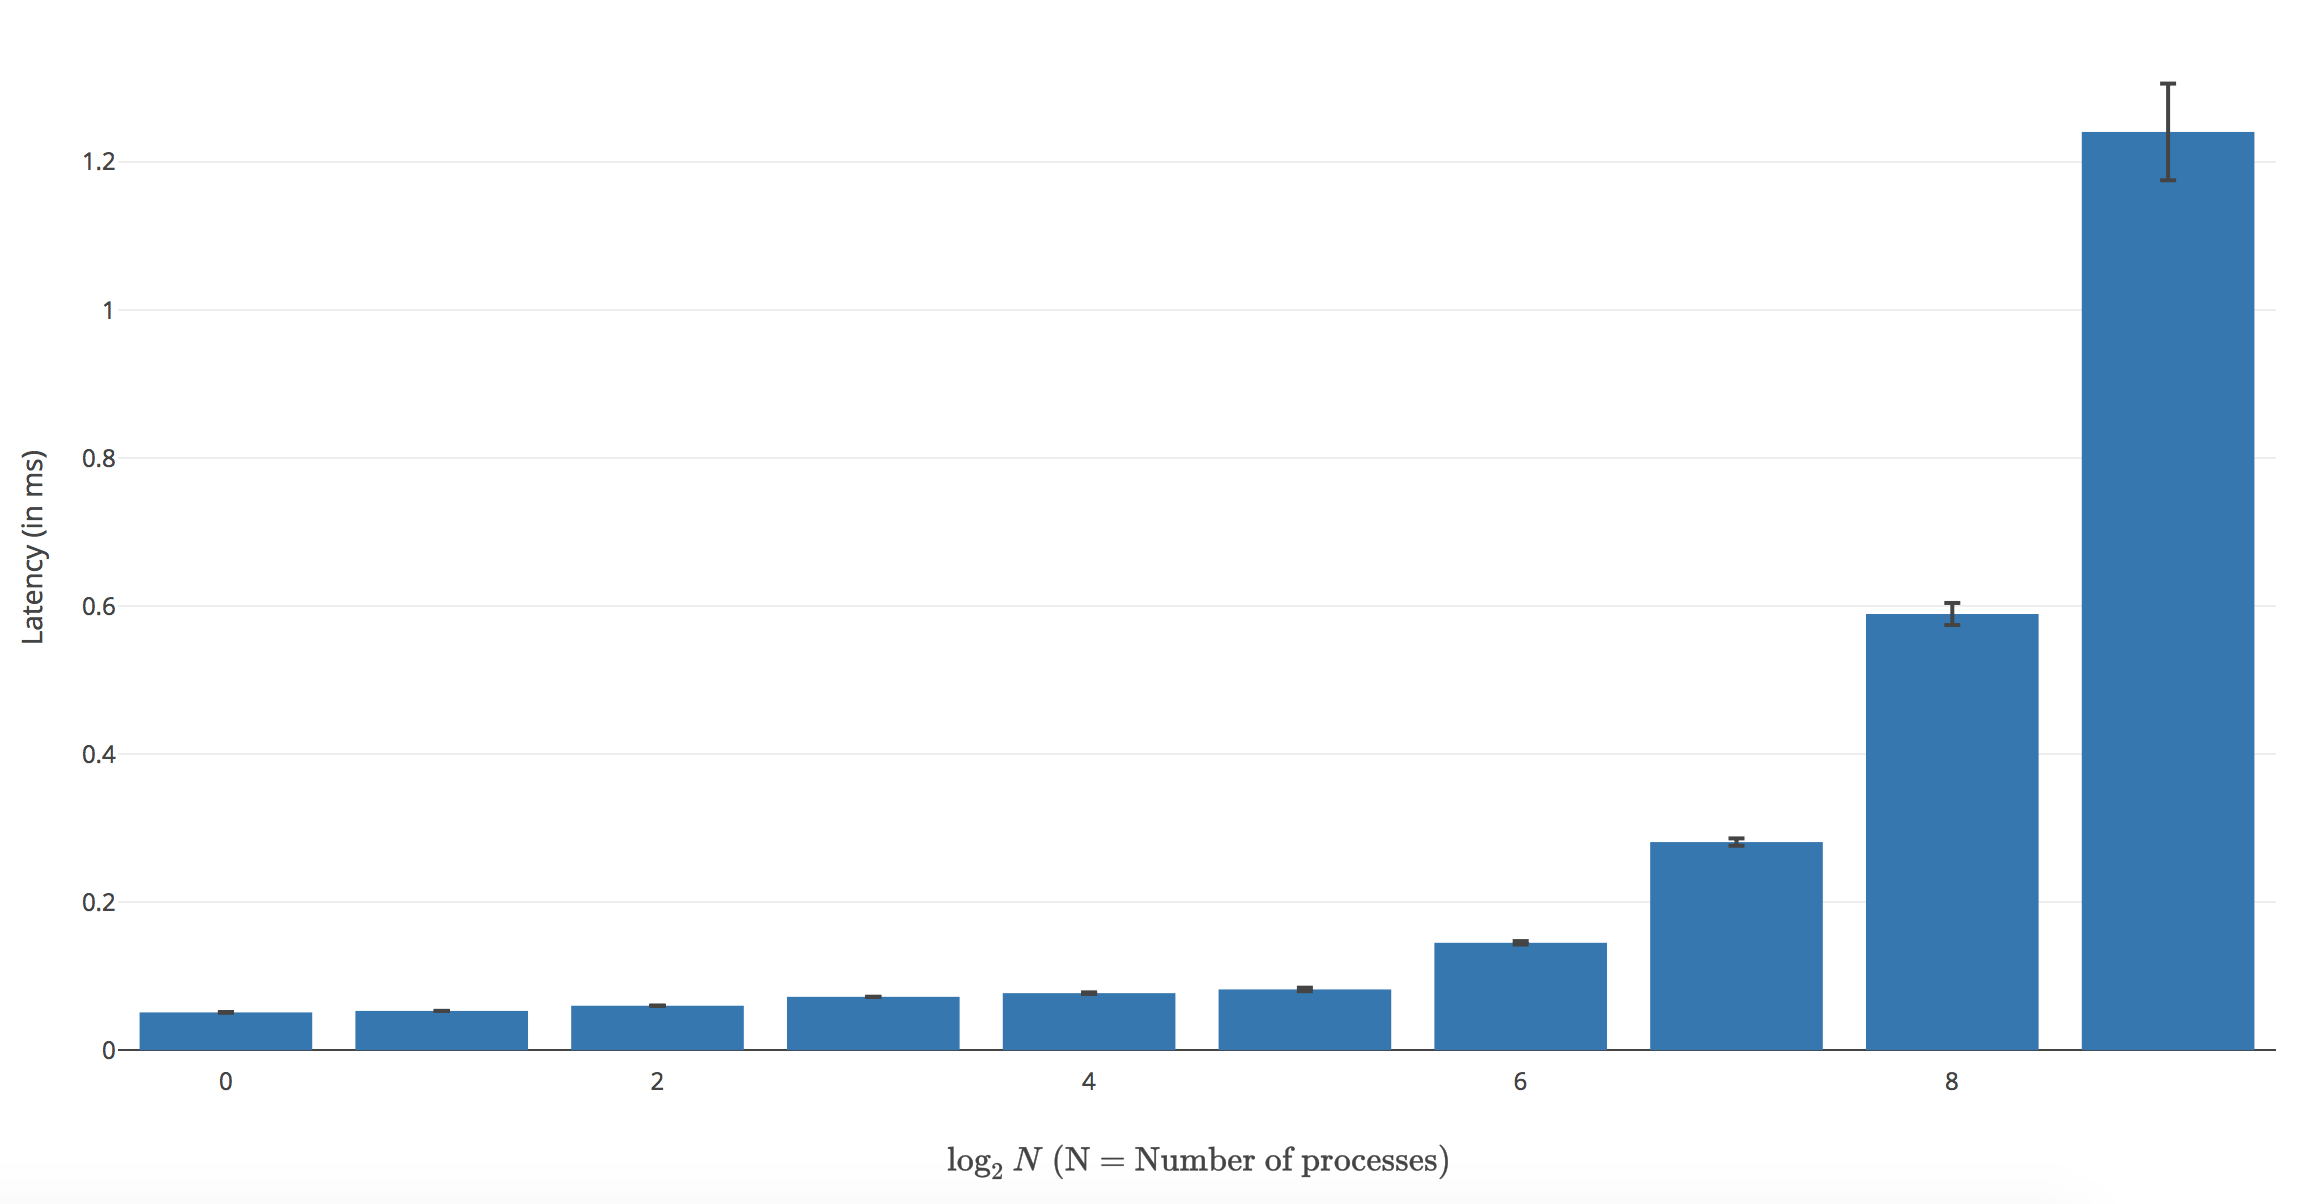 Latency (in ms)
1.2
1
0.8
0.6
0.4
0.2
0
0 2 4 6 8
log₂ N (N = Number of processes)